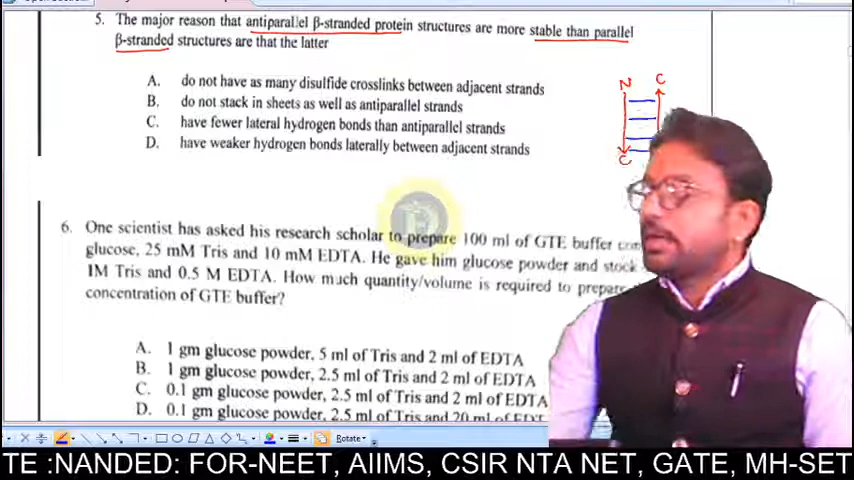 5. The major reason that antiparallel β-stranded protein structures are more stable than parallel
β-stranded structures are that the latter
A. do not have as many disulfide crosslinks between adjacent strands
B. do not stack in sheets as well as antiparallel strands
C. have fewer lateral hydrogen bonds than antiparallel strands
D. have weaker hydrogen bonds laterally between adjacent strands
N C
C
6. One scientist has asked his research scholar to prepare 100 ml of GTE buffer
glucose, 25 mM Tris and 10 mM EDTA. He gave him glucose powder and stock
1M Tris and 0.5 M EDTA. How much quantity/volume is required to prepare
concentration of GTE buffer?
A. 1 gm glucose powder, 5 ml of Tris and 2 ml of EDTA
B. 1 gm glucose powder, 2.5 ml of Tris and 2 ml of EDTA
C. 0.1 gm glucose powder, 2.5 ml of Tris and 2 ml of EDTA
D. 0.1 gm glucose powder, 2.5 ml of Tris and 20 ml of
Rotate
TE :NANDED: FOR-NEET, AIIMS, CSIR NTA NET, GATE, MH-SET